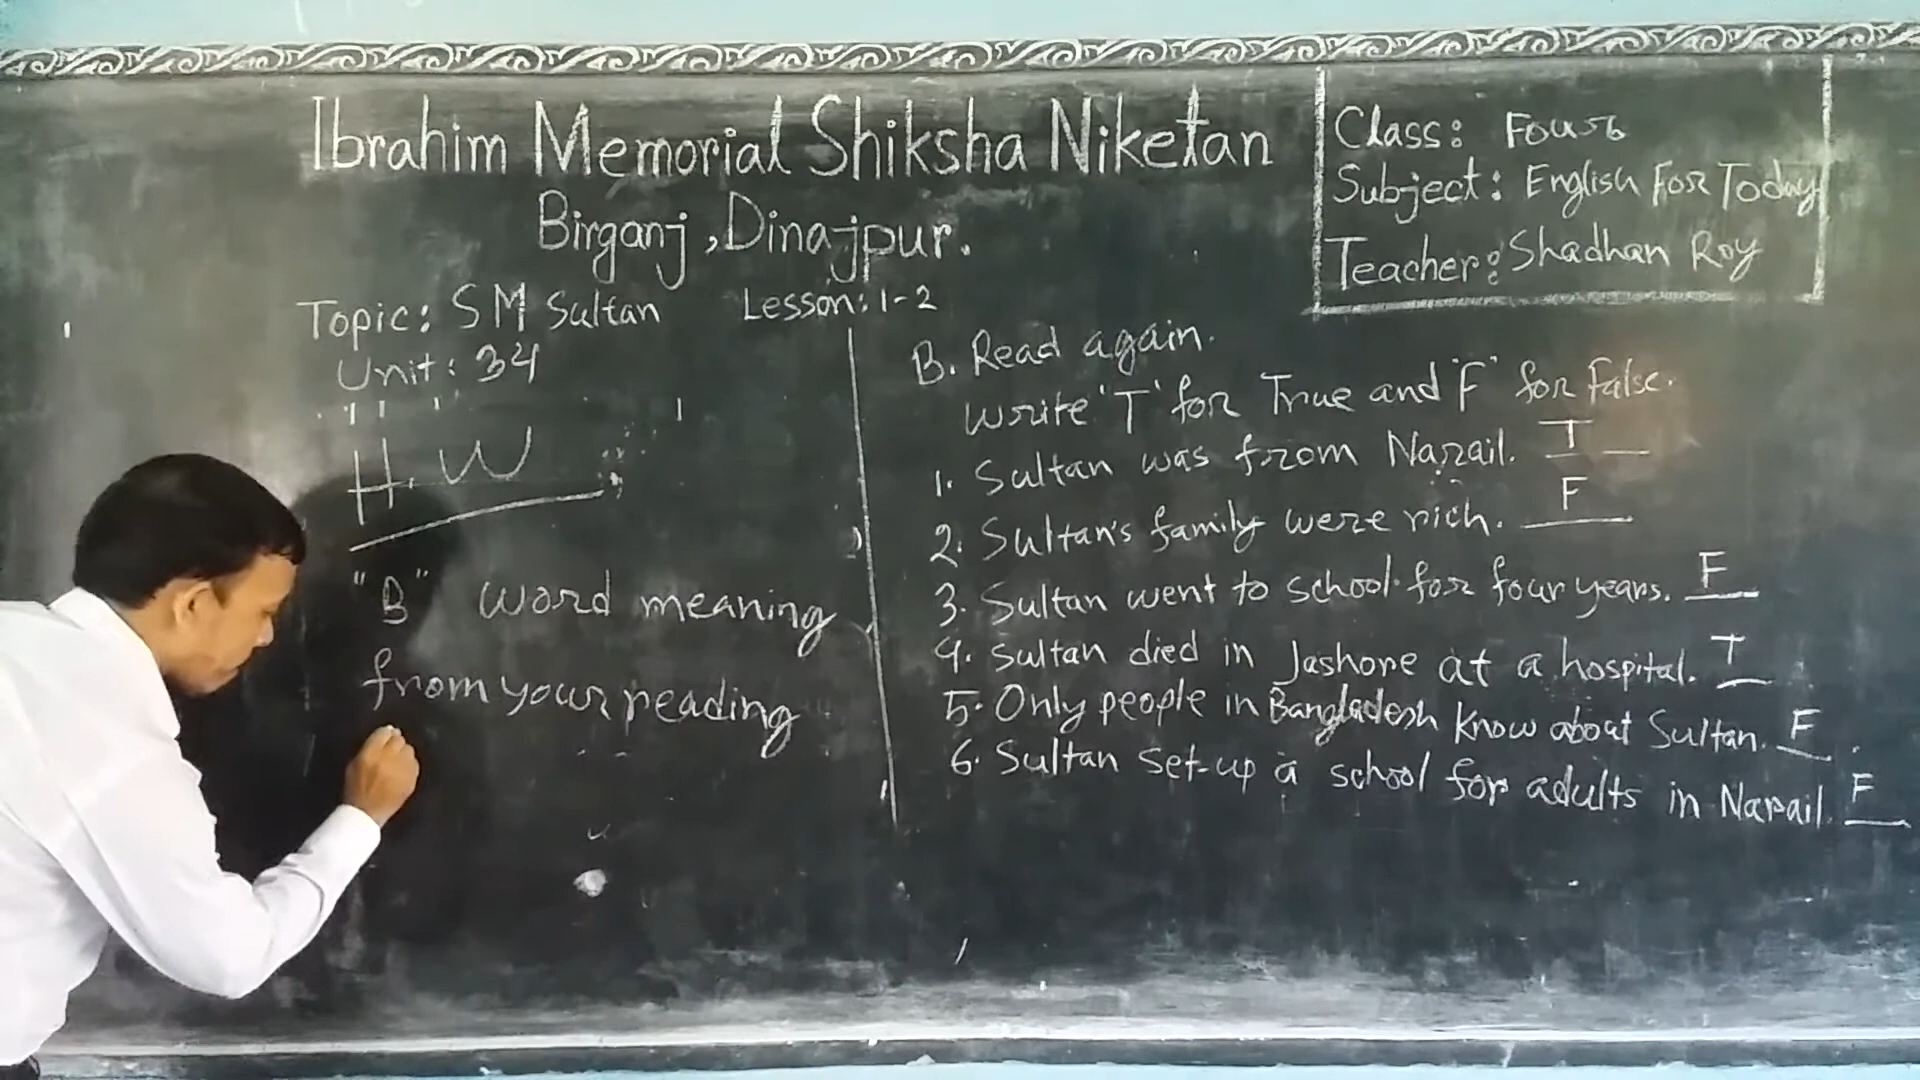 Ibrahim Memorial Shiksha Niketan
Birganj, Dinajpur.
Class: Four
Subject: English For Today
Teacher: Shadhan Roy
Topic: SM Sultan Lesson: 1-2
Unit: 34
H.W
"B" word meaning
from your reading
B. Read again.
Write 'T' for True and "F" for False.
1. Sultan was from Narail. T
2. Sultan's family were rich. F
3. Sultan went to school for four years. F
4. Sultan died in Jashore at a hospital. T
5. Only people in Bangladesh know about Sultan. F
6. Sultan set-up a school for adults in Narail. F